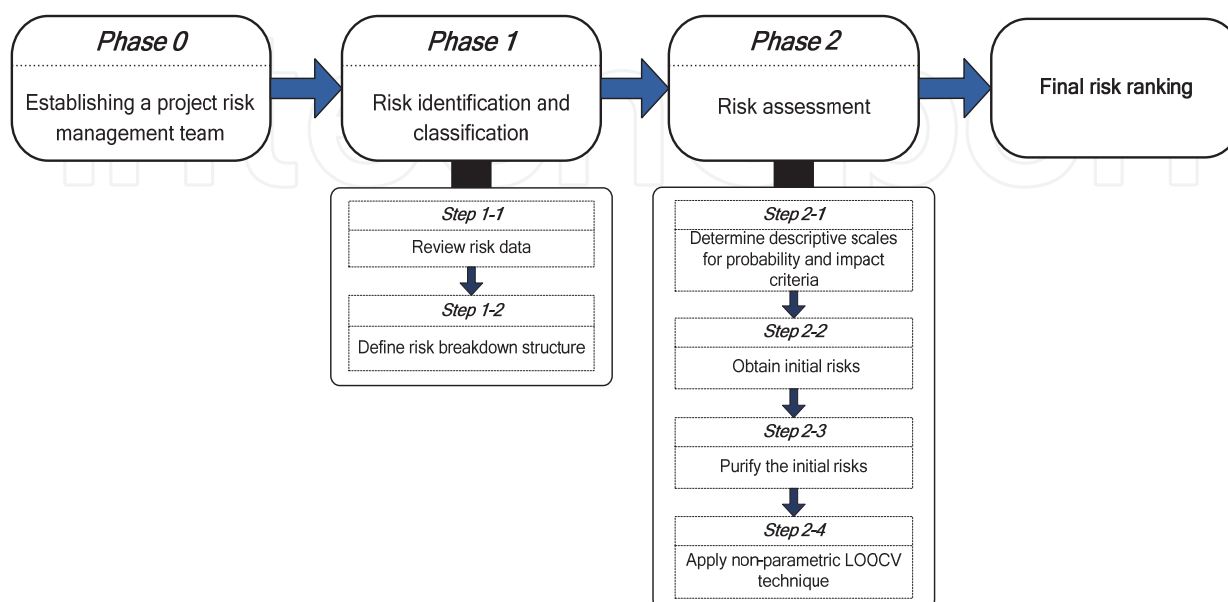 Phase 0
Establishing a project risk
management team
Phase 1
Risk identification and
classification
Phase 2
Risk assessment
Final risk ranking
Step 1-1
Review risk data
Step 1-2
Define risk breakdown structure
Step 2-1
Determine descriptive scales
for probability and impact
criteria
Step 2-2
Obtain initial risks
Step 2-3
Purify the initial risks
Step 2-4
Apply non-parametric LOOCV
technique